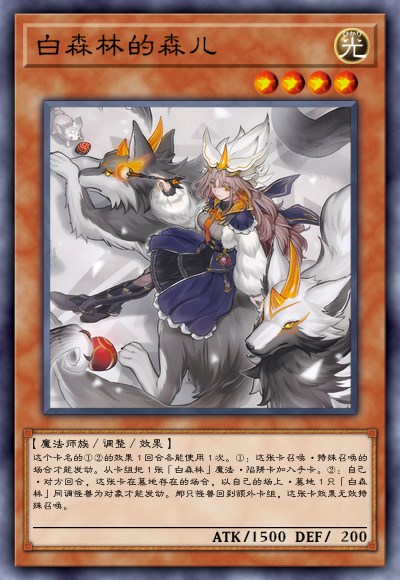 白森林的森儿
ひかり
光
【魔法师族／调整／效果】
这个卡名的①②的效果1回合各能使用1次。①：这张卡召唤·特殊召唤的
场合才能发动。从卡组把1张「白森林」魔法·陷阱卡加入手卡。②：自己
·对方回合，这张卡在墓地存在的场合，以自己的场上·墓地1只「白森
林」同调怪兽为对象才能发动。那只怪兽回到额外卡组，这张卡效果无效特
殊召唤。
ATK/1500 DEF/ 200